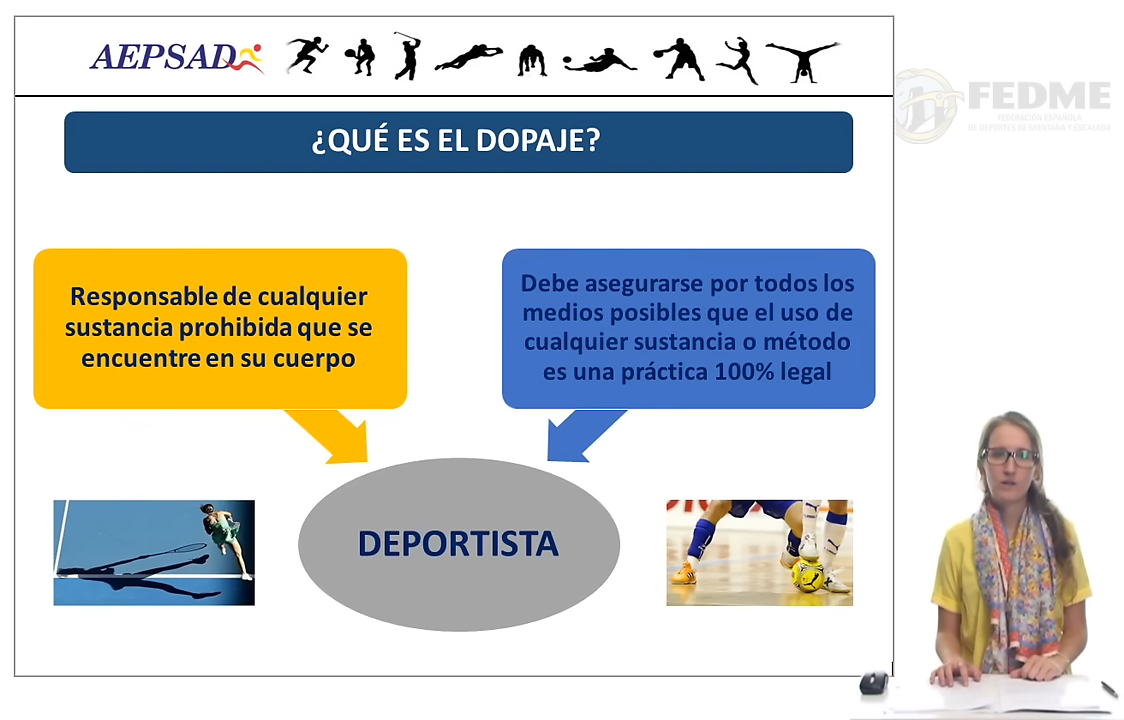 AEPSAD
FEDME
FEDERACIÓN ESPAÑOLA
DE DEPORTES DE MONTAÑA Y ESCALADA
¿QUÉ ES EL DOPAJE?
Responsable de cualquier
sustancia prohibida que se
encuentre en su cuerpo
Debe asegurarse por todos los
medios posibles que el uso de
cualquier sustancia o método
es una práctica 100% legal
DEPORTISTA